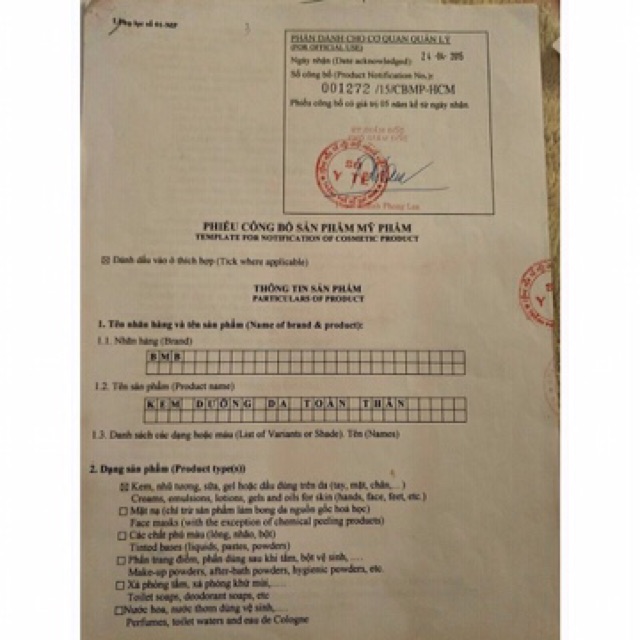 Phụ lục số 01-MP
PHẦN DÀNH CHO CƠ QUAN QUẢN LÝ
(FOR OFFICIAL USE)
Ngày nhận (Date acknowledged): 24-04-2015
Số công bố (Product Notification No.):
001272 /15/CBMP-HCM
Phiếu công bố có giá trị 05 năm kể từ ngày nhận
SỞ
Y TẾ
PHIẾU CÔNG BỐ SẢN PHẨM MỸ PHẨM
TEMPLATE FOR NOTIFICATION OF COSMETIC PRODUCT
☒ Đánh dấu vào ô thích hợp (Tick where applicable)
THÔNG TIN SẢN PHẨM
PARTICULARS OF PRODUCT
1. Tên nhãn hàng và tên sản phẩm (Name of brand & product):
1.1. Nhãn hàng (Brand)
BMB
1.2. Tên sản phẩm (Product name)
KEM DƯỠNG DA TOÀN THÂN
1.3. Danh sách các dạng hoặc màu (List of Variants or Shade). Tên (Names)
2. Dạng sản phẩm (Product type(s))
☒ Kem, nhũ tương, sữa, gel hoặc dầu dùng trên da (tay, mặt, chân,...)
Creams, emulsions, lotions, gels and oils for skin (hands, face, feet, etc.)
☐ Mặt nạ (chỉ trừ sản phẩm làm bong da nguồn gốc hoá học)
Face masks (with the exception of chemical peeling products)
☐ Các chất phủ màu (lỏng, nhão, bột)
Tinted bases (liquids, pastes, powders)
☐ Phấn trang điểm, phấn dùng sau khi tắm, bột vệ sinh,....
Make-up powders, after-bath powders, hygienic powders, etc.
☐ Xà phòng tắm, xà phòng khử mùi,....
Toilet soaps, deodorant soaps, etc
☐ Nước hoa, nước thơm dùng vệ sinh,....
Perfumes, toilet waters and eau de Cologne